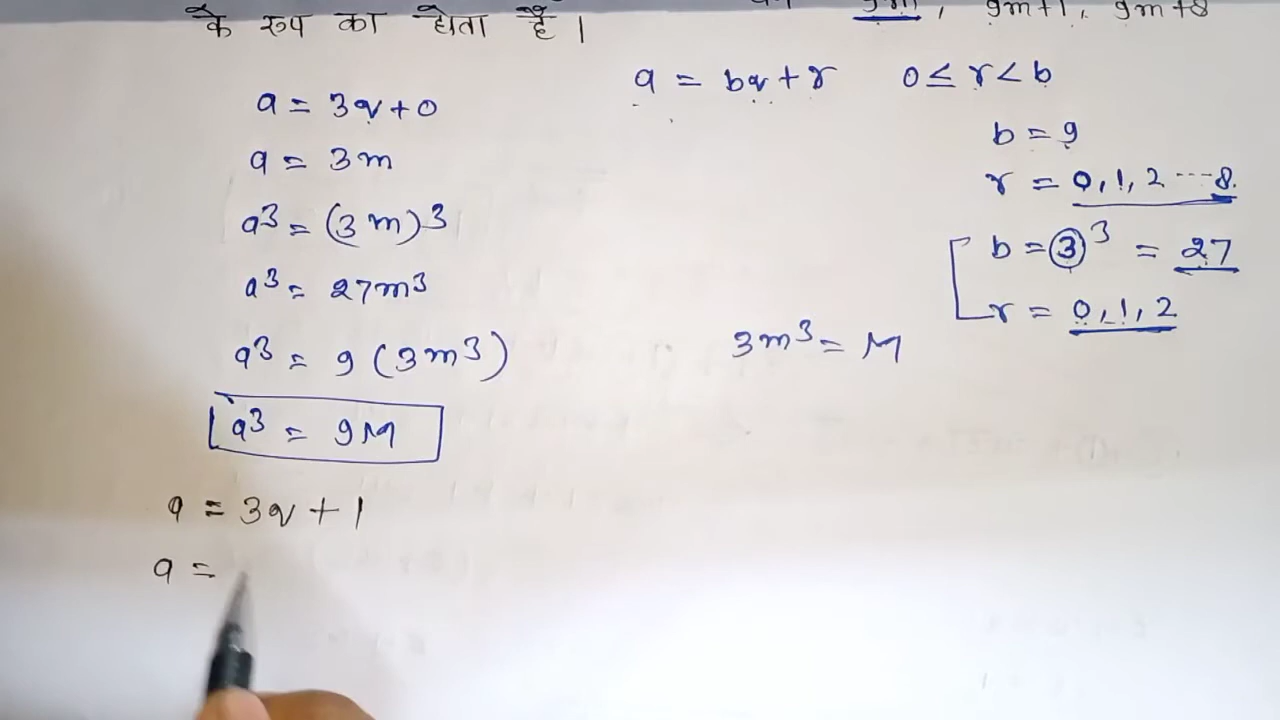 9m, 9m+1, 9m+8
के रूप का होता है।
a = bq + r 0 ≤ r < b
a = 3q + 0
b = 9
a = 3m
r = 0, 1, 2 ---- 8.
a³ = (3m)³
b = 3³ = 27
a³ = 27m³
r = 0, 1, 2
a³ = 9(3m³) 3m³ = M
a³ = 9M
a = 3q + 1
a =